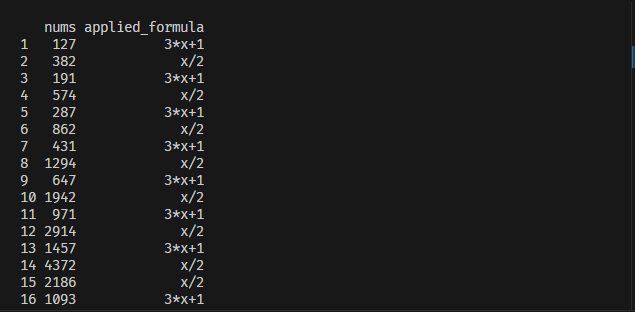 nums applied_formula
1 127 3*x+1
2 382 x/2
3 191 3*x+1
4 574 x/2
5 287 3*x+1
6 862 x/2
7 431 3*x+1
8 1294 x/2
9 647 3*x+1
10 1942 x/2
11 971 3*x+1
12 2914 x/2
13 1457 3*x+1
14 4372 x/2
15 2186 x/2
16 1093 3*x+1